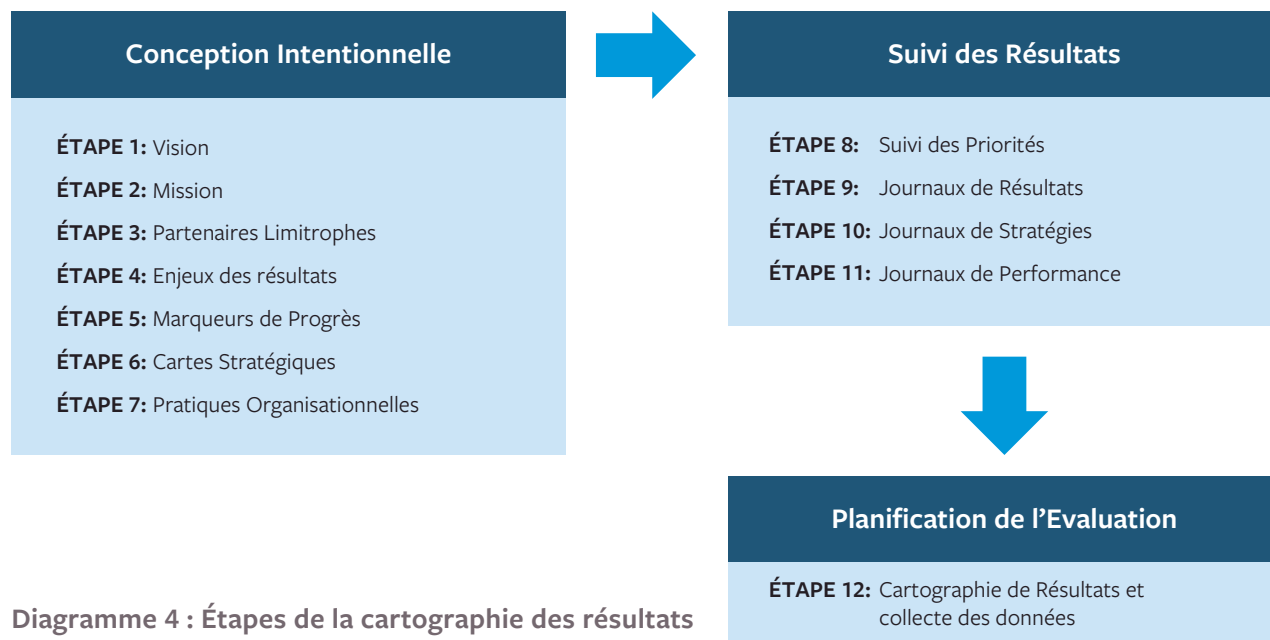 Conception Intentionnelle
ÉTAPE 1: Vision
ÉTAPE 2: Mission
ÉTAPE 3: Partenaires Limitrophes
ÉTAPE 4: Enjeux des résultats
ÉTAPE 5: Marqueurs de Progrès
ÉTAPE 6: Cartes Stratégiques
ÉTAPE 7: Pratiques Organisationnelles
Suivi des Résultats
ÉTAPE 8: Suivi des Priorités
ÉTAPE 9: Journaux de Résultats
ÉTAPE 10: Journaux de Stratégies
ÉTAPE 11: Journaux de Performance
Planification de l’Evaluation
ÉTAPE 12: Cartographie de Résultats et
collecte des données
Diagramme 4 : Étapes de la cartographie des résultats